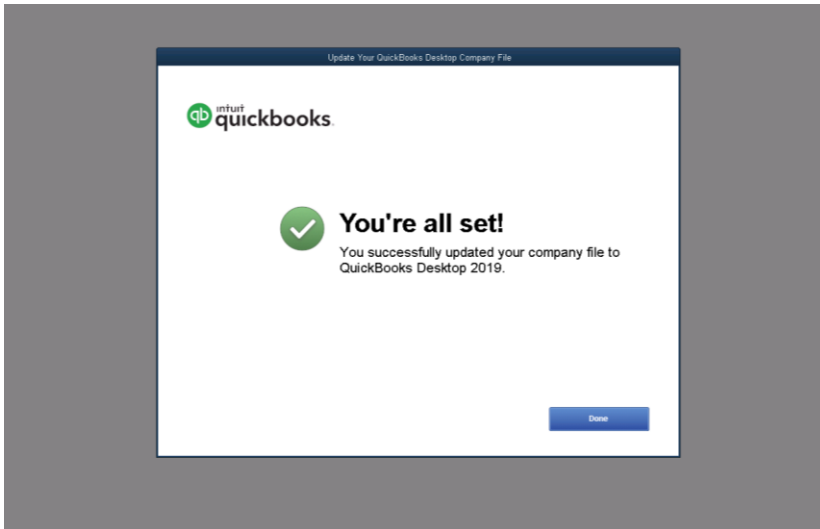 Update Your QuickBooks Desktop Company File
qb
intuit
quickbooks.
You're all set!
You successfully updated your company file to
QuickBooks Desktop 2019.
Done